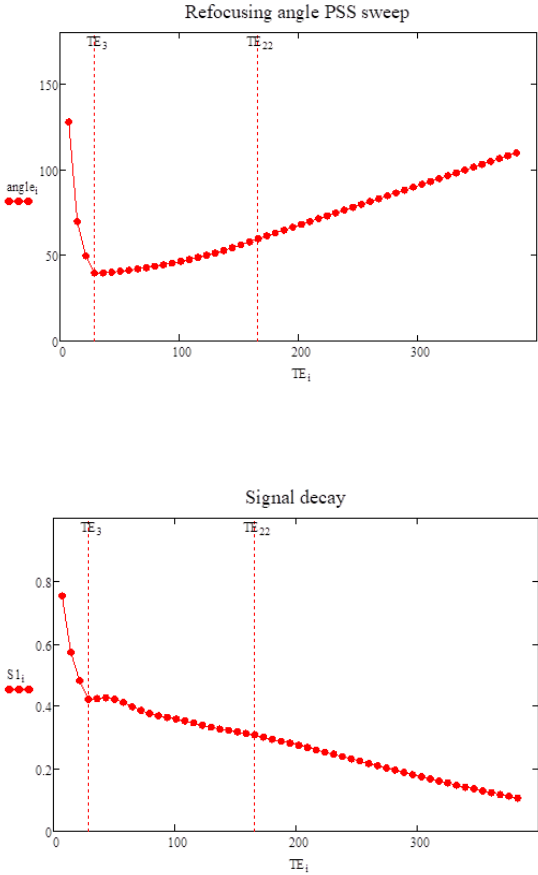 Refocusing angle PSS sweep
TE3 TE22
150
100
angle_i
50
0
0 100 200 300
TE_i
Signal decay
TE3 TE22
0.8
0.6
S1_i
0.4
0.2
0
0 100 200 300
TE_i